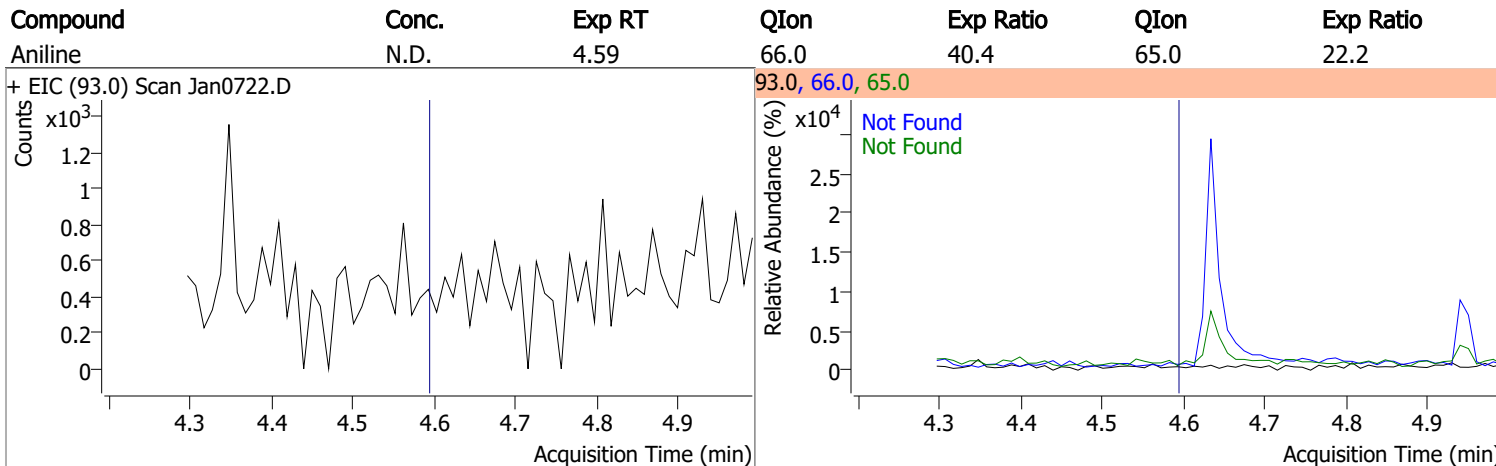 Compound Conc. Exp RT QIon Exp Ratio QIon Exp Ratio
Aniline N.D. 4.59 66.0 40.4 65.0 22.2
+ EIC (93.0) Scan Jan0722.D
Counts
x10³
1.2
1
0.8
0.6
0.4
0.2
0
4.3 4.4 4.5 4.6 4.7 4.8 4.9
Acquisition Time (min)
93.0, 66.0, 65.0
Relative Abundance (%)
x10⁴
Not Found
Not Found
2.5
2
1.5
1
0.5
0
4.3 4.4 4.5 4.6 4.7 4.8 4.9
Acquisition Time (min)